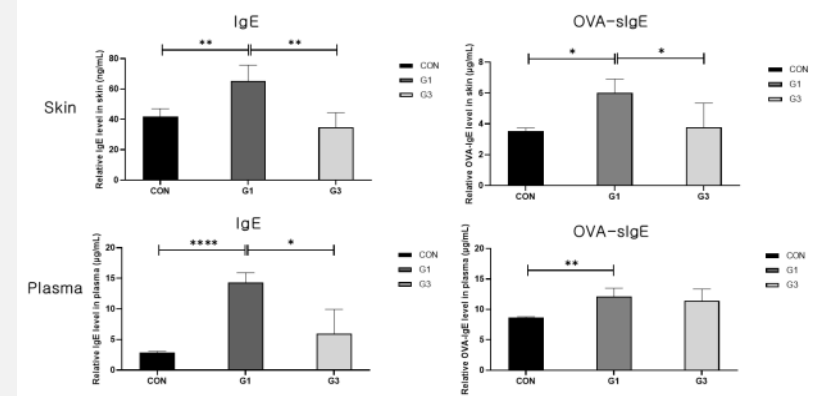 IgE
Skin
Relative IgE level in skin (ng/mL)
80
60
40
20
0
**
**
CON
G1
G3
CON
G1
G3
OVA-sIgE
Relative OVA-IgE level in skin (μg/mL)
8
6
4
2
0
*
*
CON
G1
G3
CON
G1
G3
IgE
Plasma
Relative IgE level in plasma (μg/mL)
20
15
10
5
0
****
*
CON
G1
G3
CON
G1
G3
OVA-sIgE
Relative OVA-IgE level in plasma (μg/mL)
20
15
10
5
0
**
CON
G1
G3
CON
G1
G3